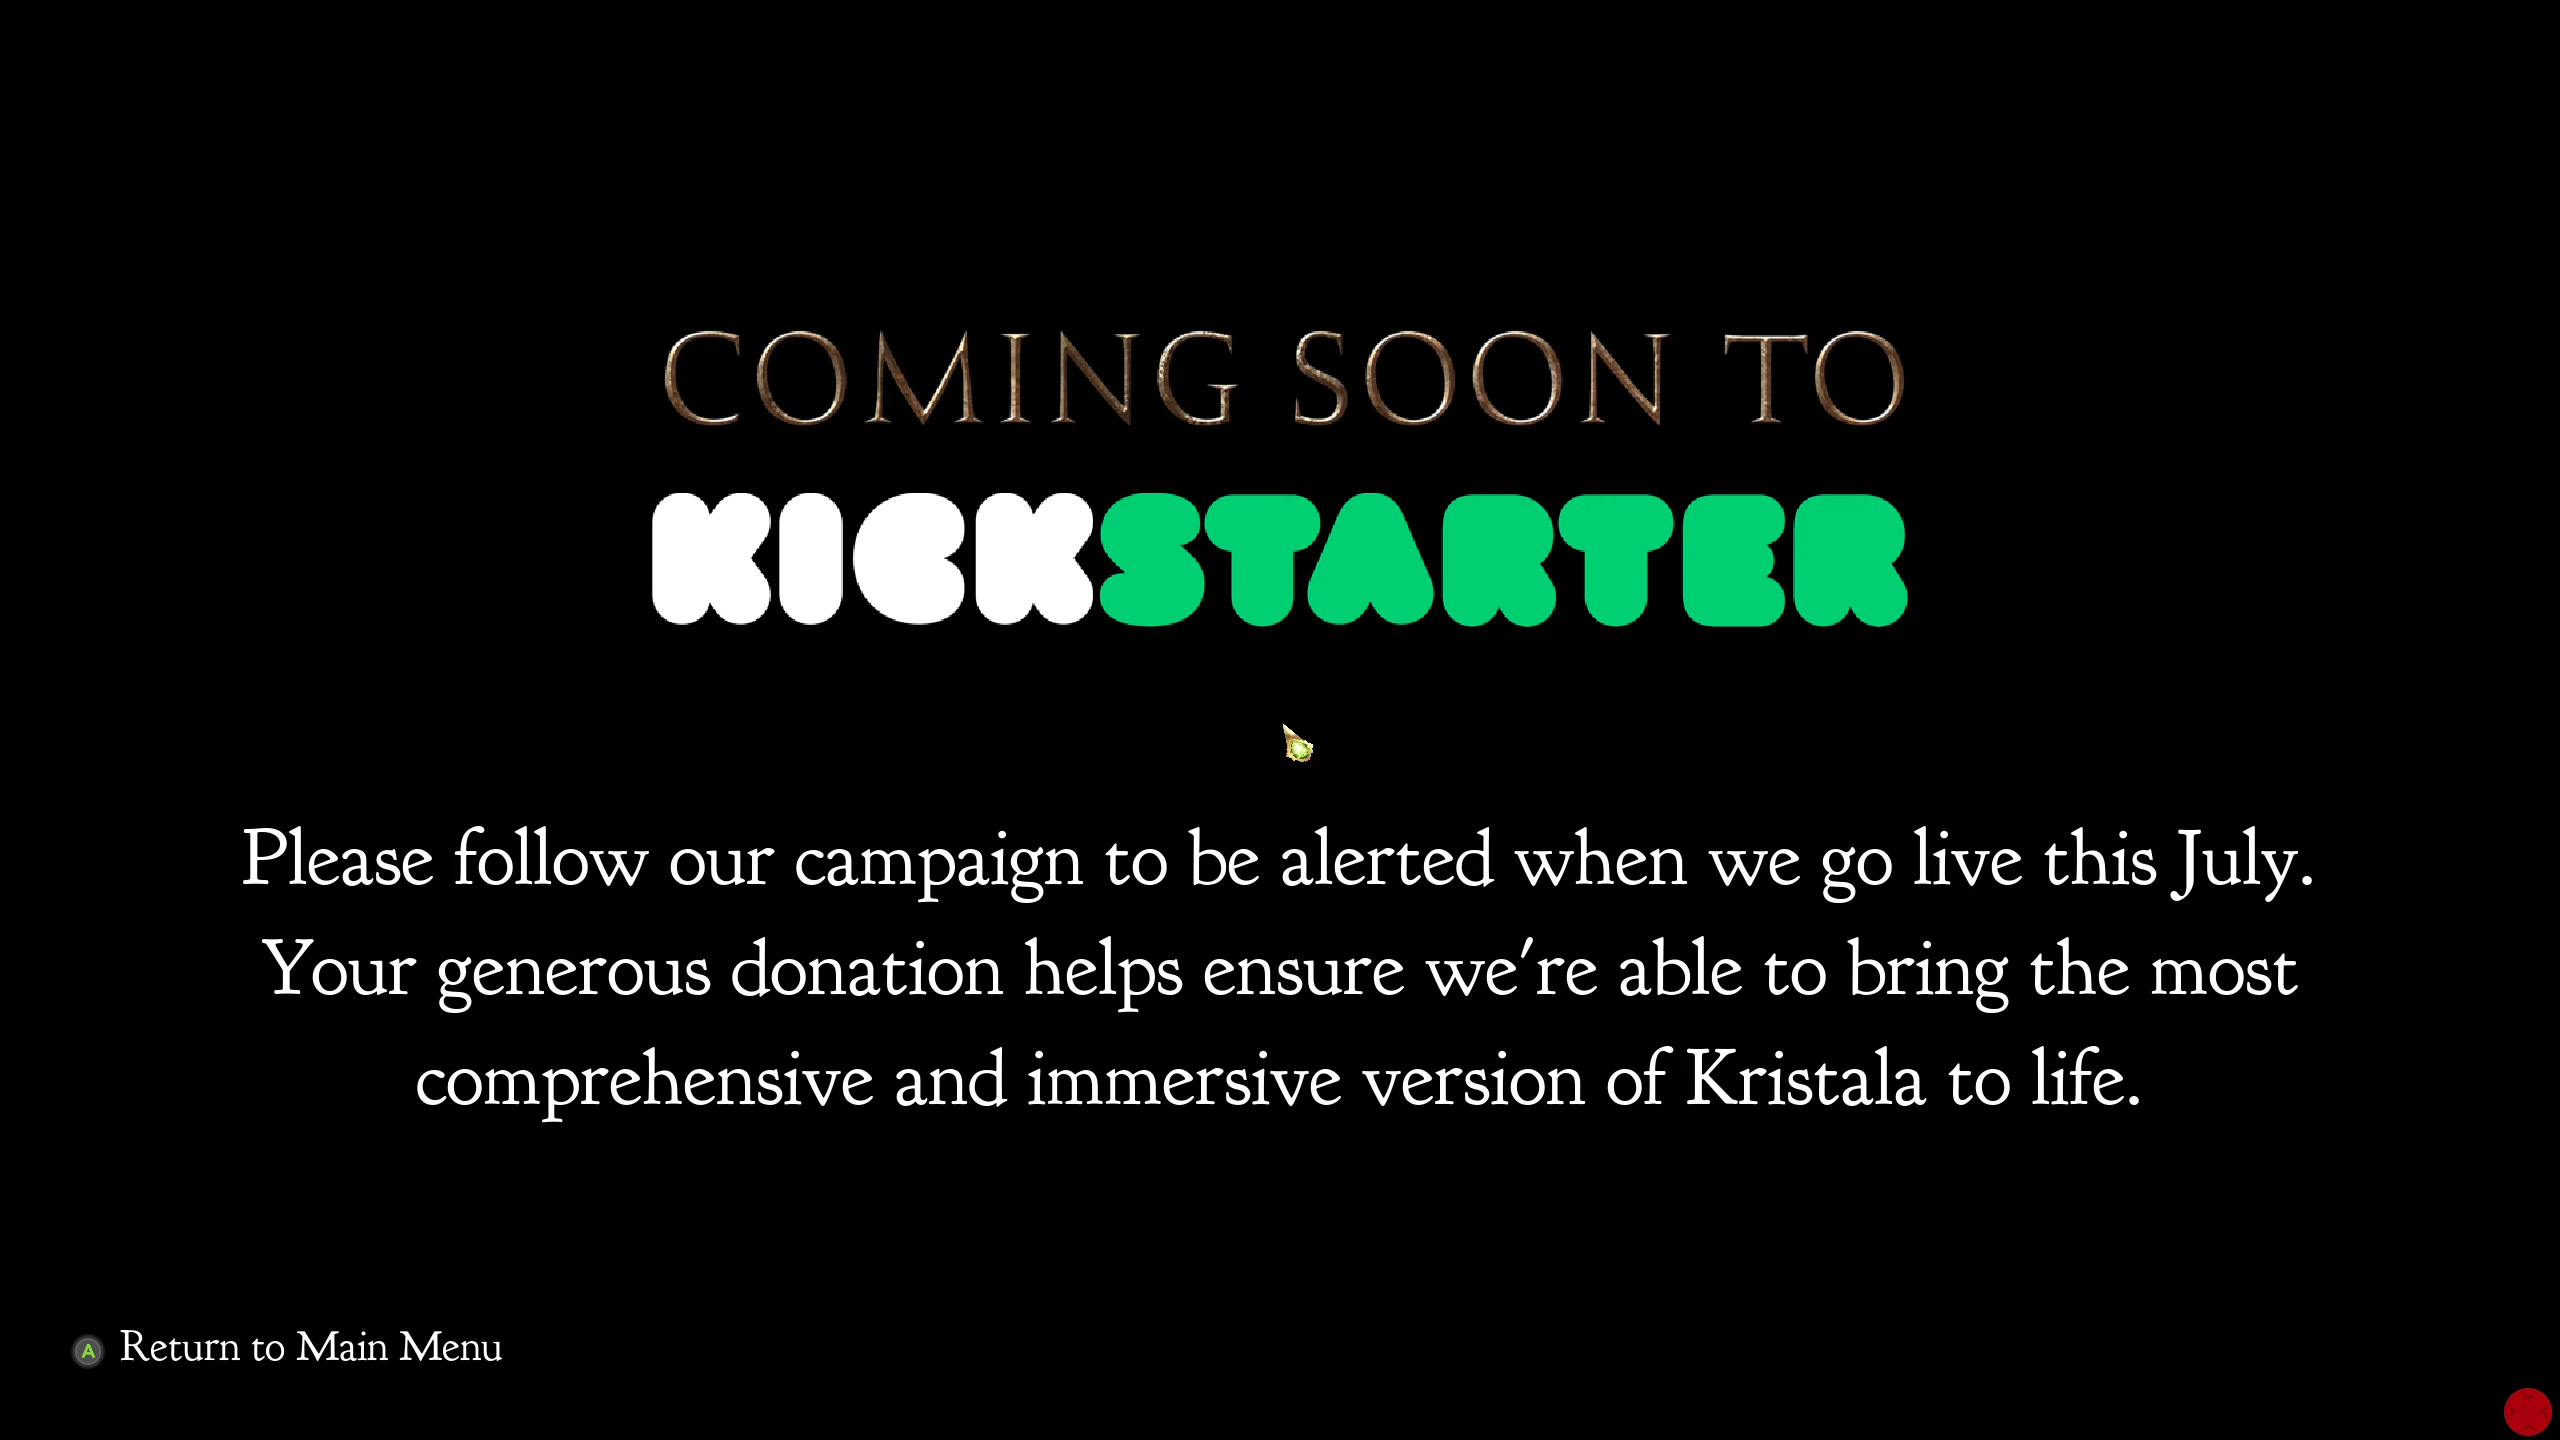 COMING SOON TO
KICKSTARTER
Please follow our campaign to be alerted when we go live this July.
Your generous donation helps ensure we're able to bring the most
comprehensive and immersive version of Kristala to life.
A Return to Main Menu